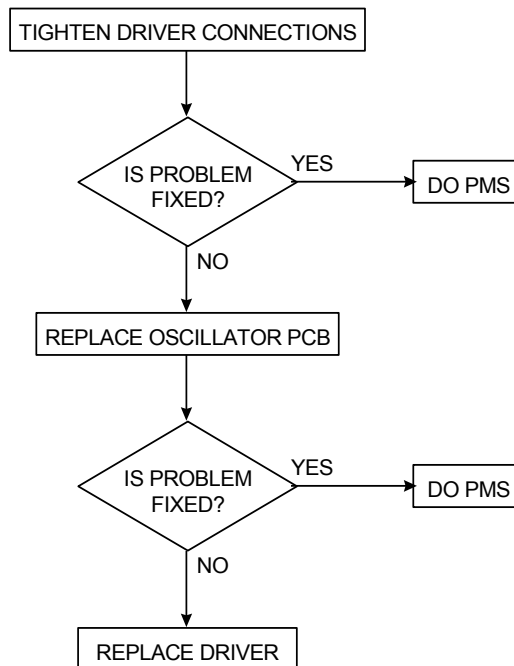 TIGHTEN DRIVER CONNECTIONS
IS PROBLEM
FIXED?
YES
DO PMS
NO
REPLACE OSCILLATOR PCB
IS PROBLEM
FIXED?
YES
DO PMS
NO
REPLACE DRIVER